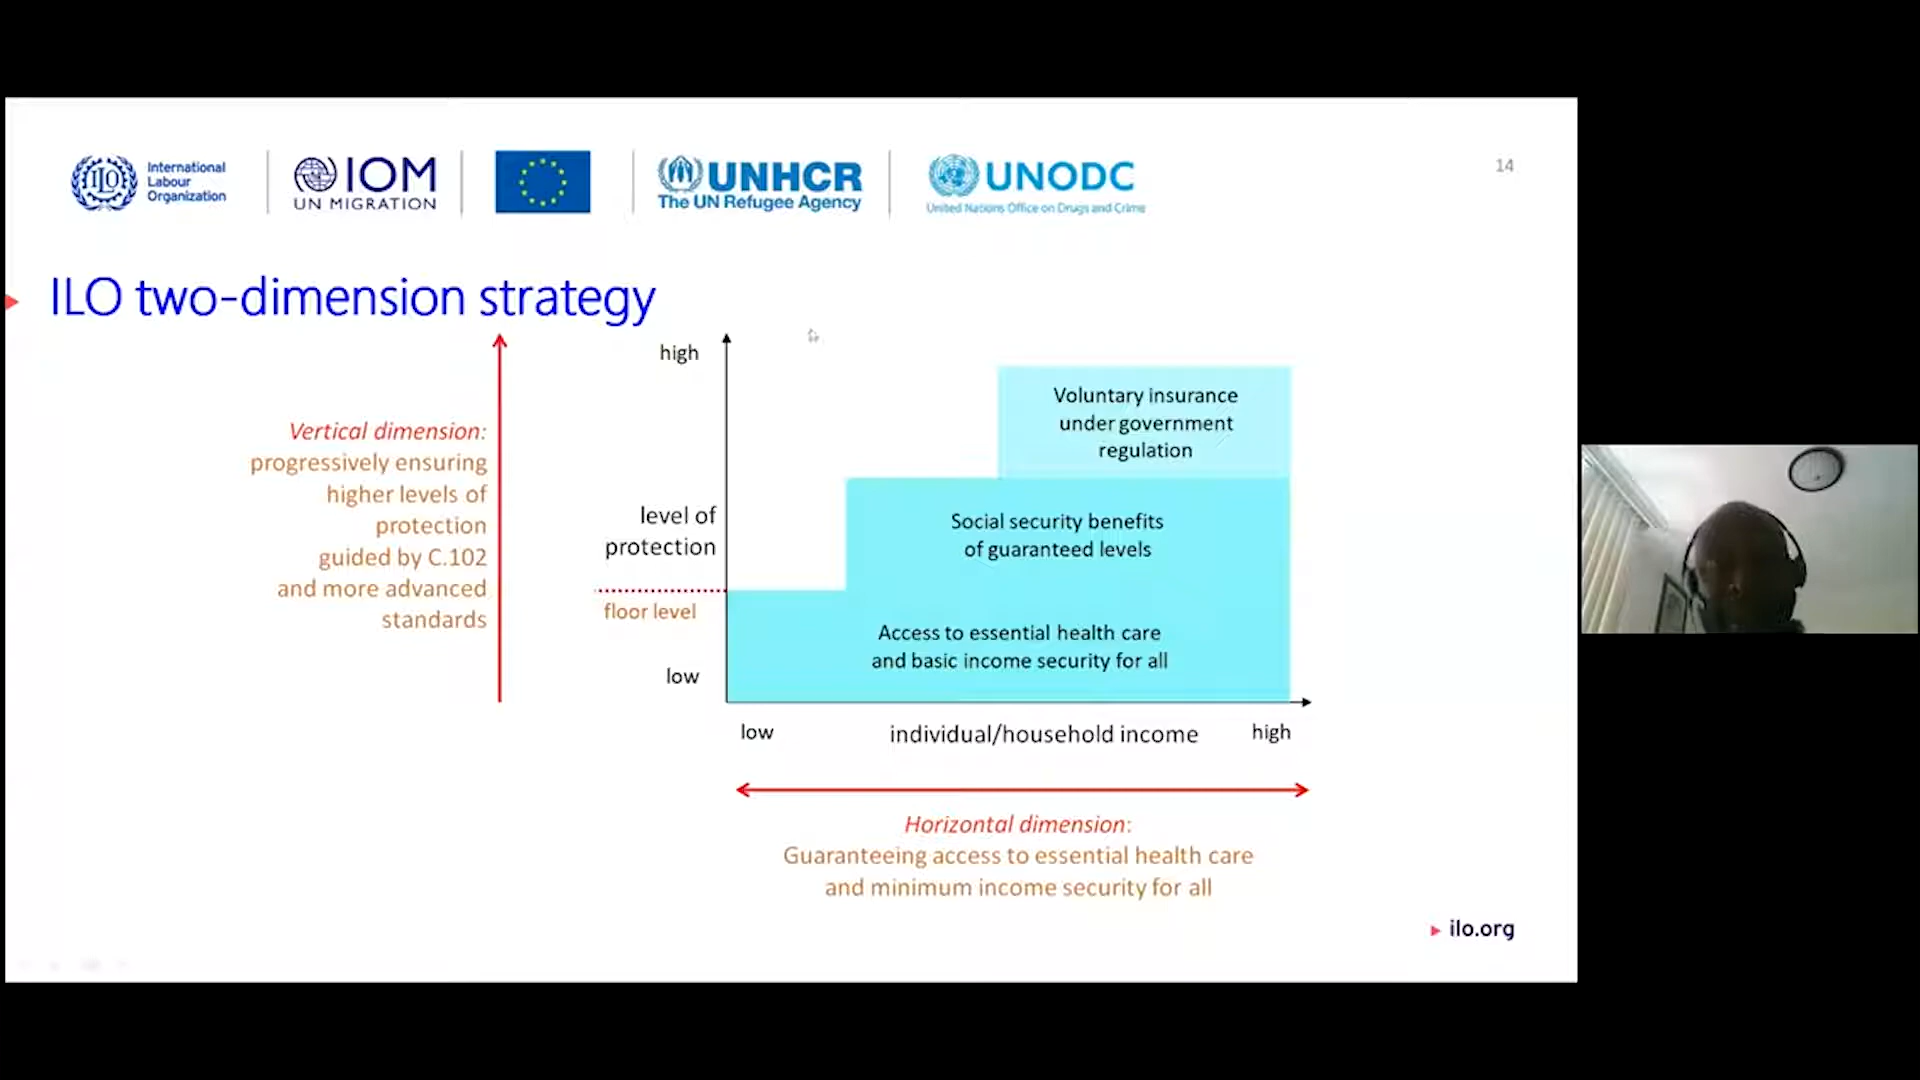 International
Labour
Organization
IOM
UN MIGRATION
UNHCR
The UN Refugee Agency
UNODC
United Nations Office on Drugs and Crime
14
ILO two-dimension strategy
Vertical dimension:
progressively ensuring
higher levels of
protection
guided by C.102
and more advanced
standards
high
level of
protection
floor level
low
Voluntary insurance
under government
regulation
Social security benefits
of guaranteed levels
Access to essential health care
and basic income security for all
low
individual/household income
high
Horizontal dimension:
Guaranteeing access to essential health care
and minimum income security for all
ilo.org